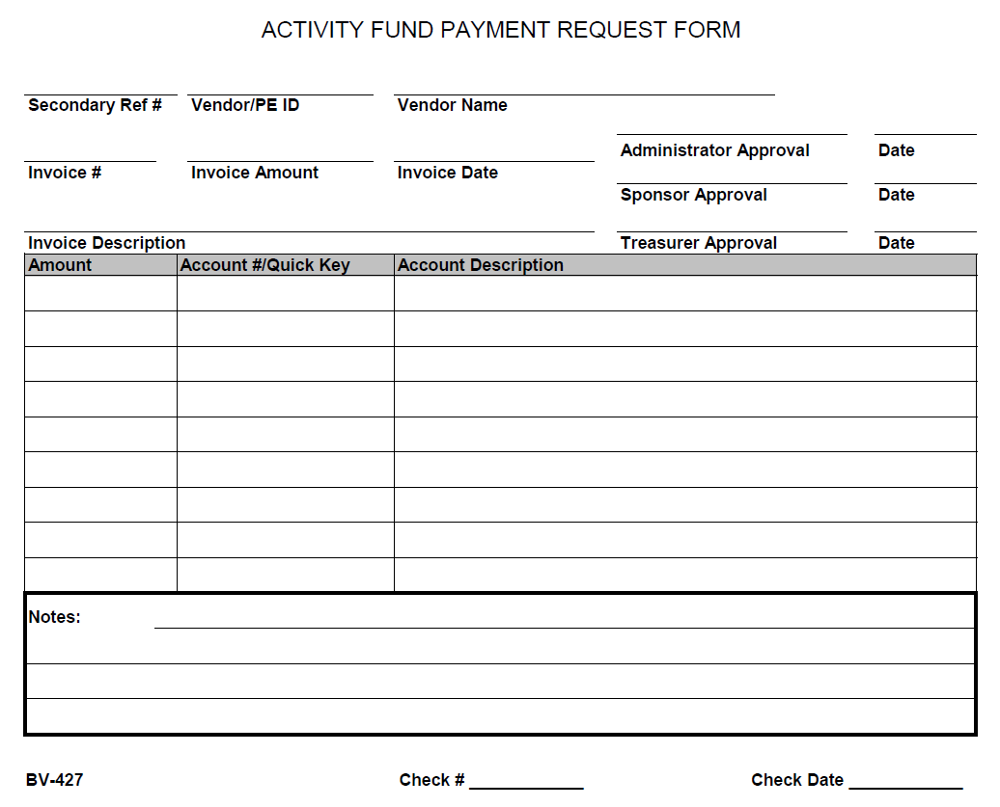 ACTIVITY FUND PAYMENT REQUEST FORM
Secondary Ref # Vendor/PE ID Vendor Name
Administrator Approval Date
Invoice # Invoice Amount Invoice Date
Sponsor Approval Date
Invoice Description Treasurer Approval Date
Amount Account #/Quick Key Account Description
Notes:
BV-427 Check # ____________ Check Date ____________